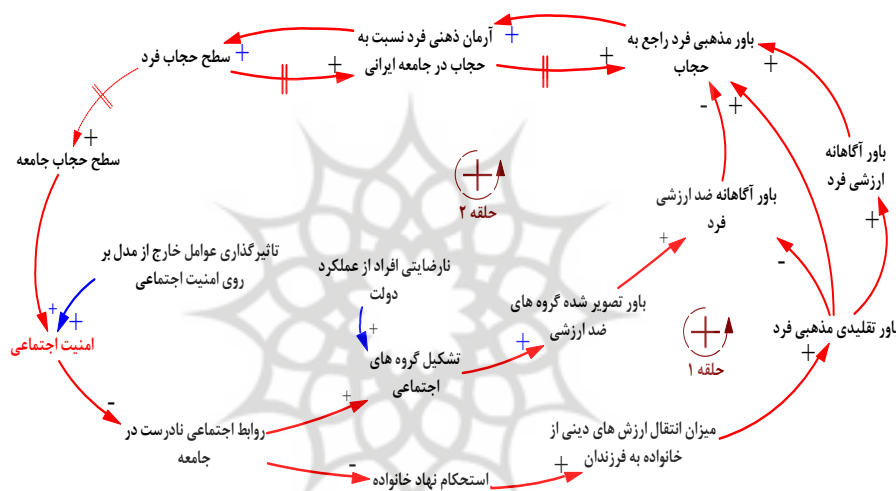 باور مذهبی فرد راجع به
حجاب
آرمان ذهنی فرد نسبت به
حجاب در جامعه ایرانی
سطح حجاب فرد
سطح حجاب جامعه
باور آگاهانه
ارزشی فرد
باور آگاهانه ضد ارزشی
فرد
حلقه ۲
تاثیرگذاری عوامل خارج از مدل بر
روی امنیت اجتماعی
نارضایتی افراد از عملکرد
دولت
باور تصویر شده گروه های
ضد ارزشی
باور تقلیدی مذهبی فرد
امنیت اجتماعی
تشکیل گروه های
اجتماعی
حلقه ۱
روابط اجتماعی نادرست در
جامعه
میزان انتقال ارزش های دینی از
خانواده به فرزندان
استحکام نهاد خانواده